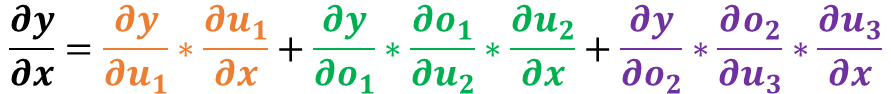 ∂y/∂x = ∂y/∂u₁ * ∂u₁/∂x + ∂y/∂o₁ * ∂o₁/∂u₂ * ∂u₂/∂x + ∂y/∂o₂ * ∂o₂/∂u₃ * ∂u₃/∂x